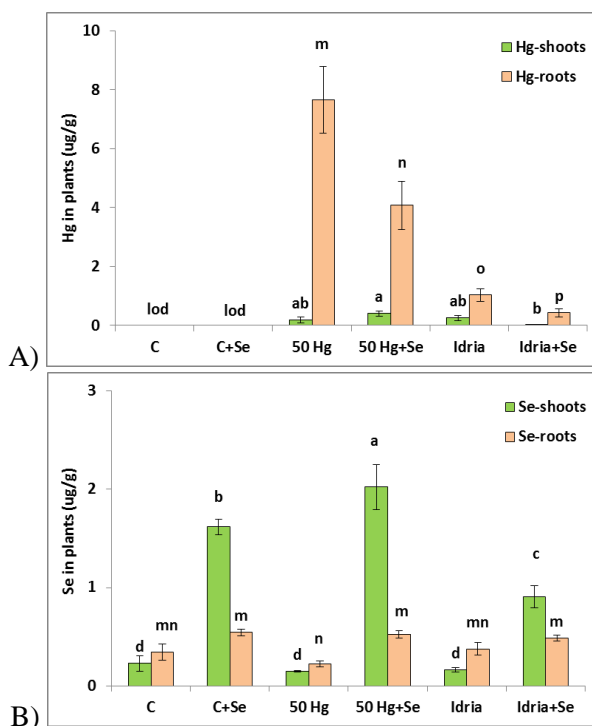 A)
Hg in plants (ug/g)
10
8
6
4
2
0
Hg-shoots
Hg-roots
lod
lod
ab
m
a
n
ab
o
b
p
C
C+Se
50 Hg
50 Hg+Se
Idria
Idria+Se
B)
Se in plants (ug/g)
3
2
1
0
Se-shoots
Se-roots
d
mn
b
m
d
n
a
m
d
mn
c
m
C
C+Se
50 Hg
50 Hg+Se
Idria
Idria+Se